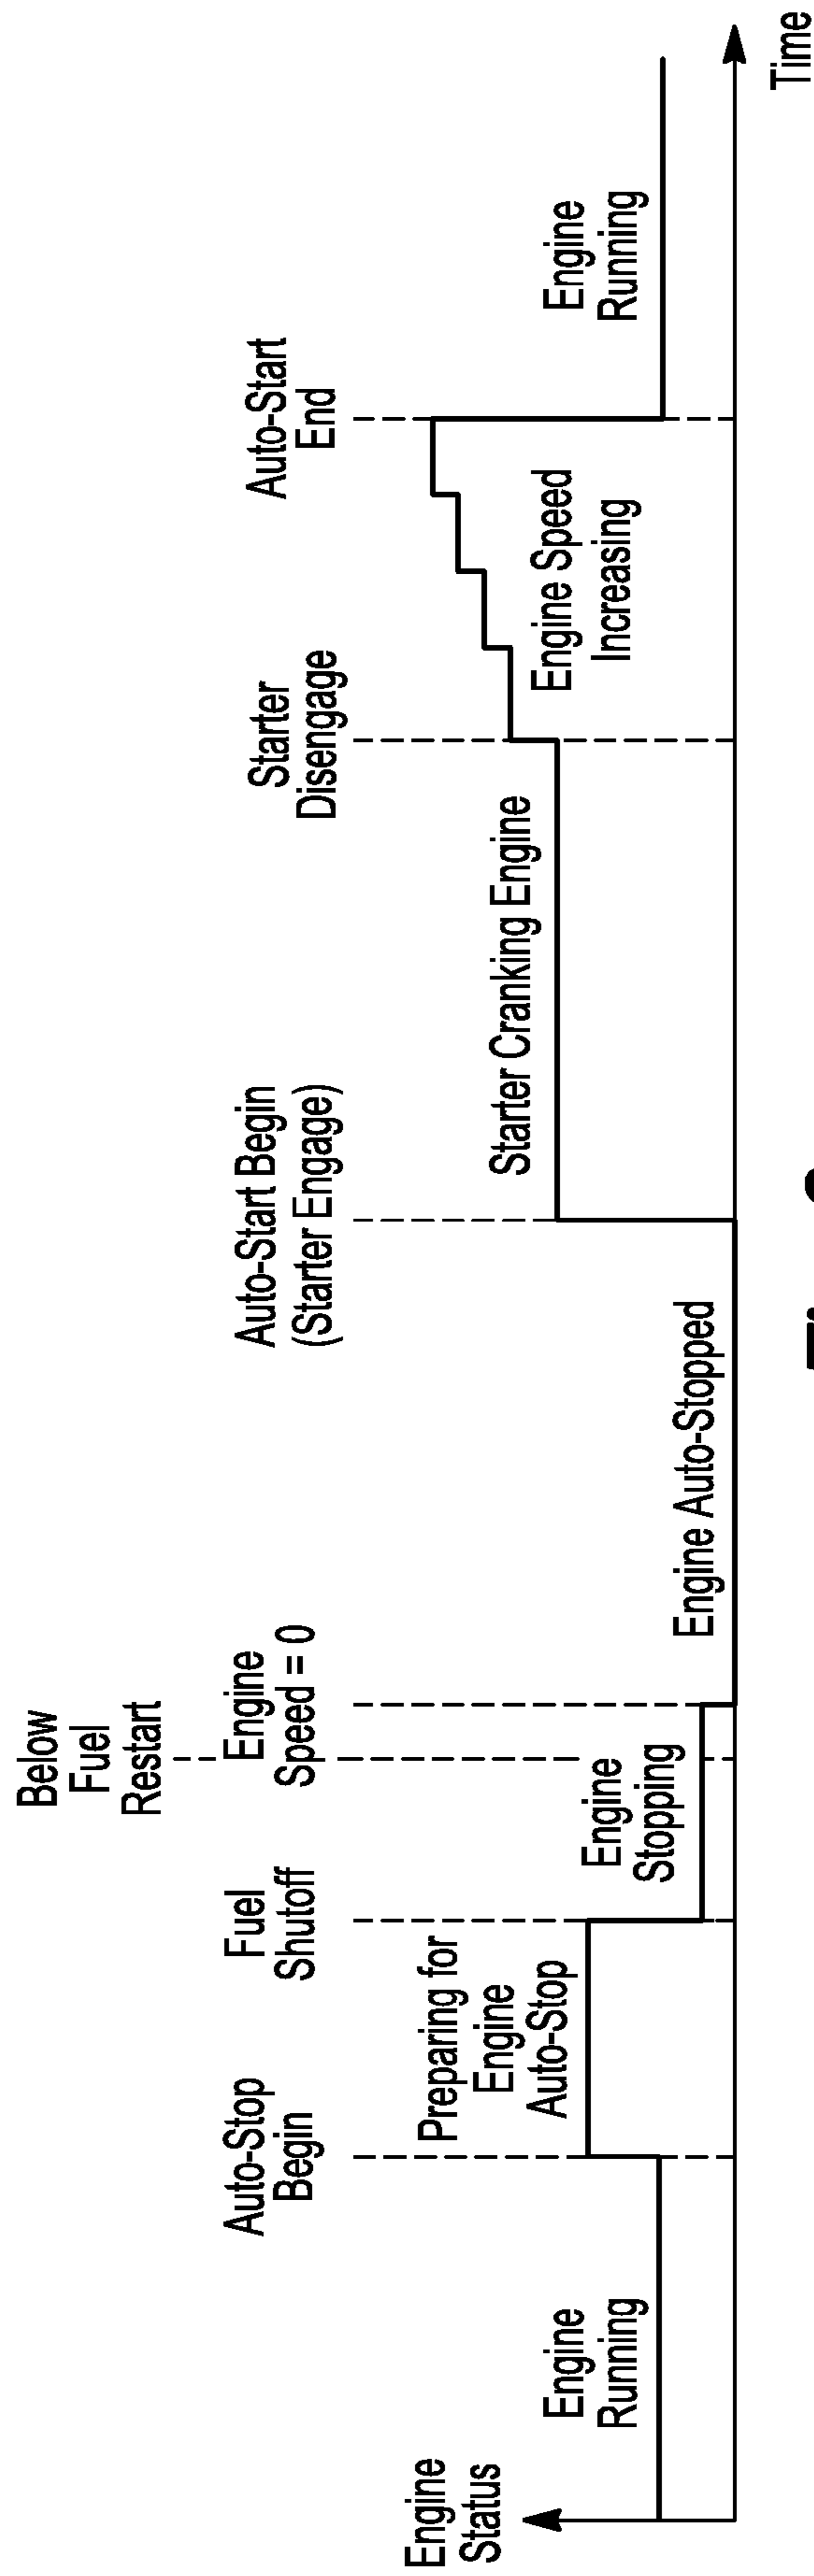 Engine
Status
Engine
Running
Auto-Stop
Begin
Preparing for
Engine
Auto-Stop
Fuel
Shutoff
Engine
Stopping
Below
Fuel
Restart
Engine
Speed = 0
Engine Auto-Stopped
Auto-Start Begin
(Starter Engage)
Starter Cranking Engine
Starter
Disengage
Engine Speed
Increasing
Auto-Start
End
Engine
Running
Time